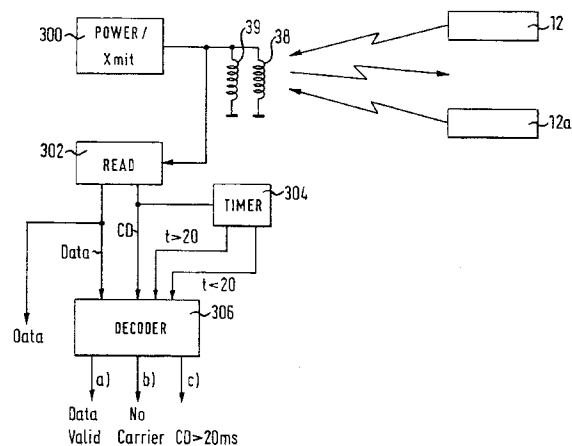 300
POWER/
Xmit
39
38
12
12a
302
READ
304
TIMER
CD
t>20
Data
t<20
Data
DECODER
306
a)
b)
c)
Data
Valid
No
Carrier
CD>20ms